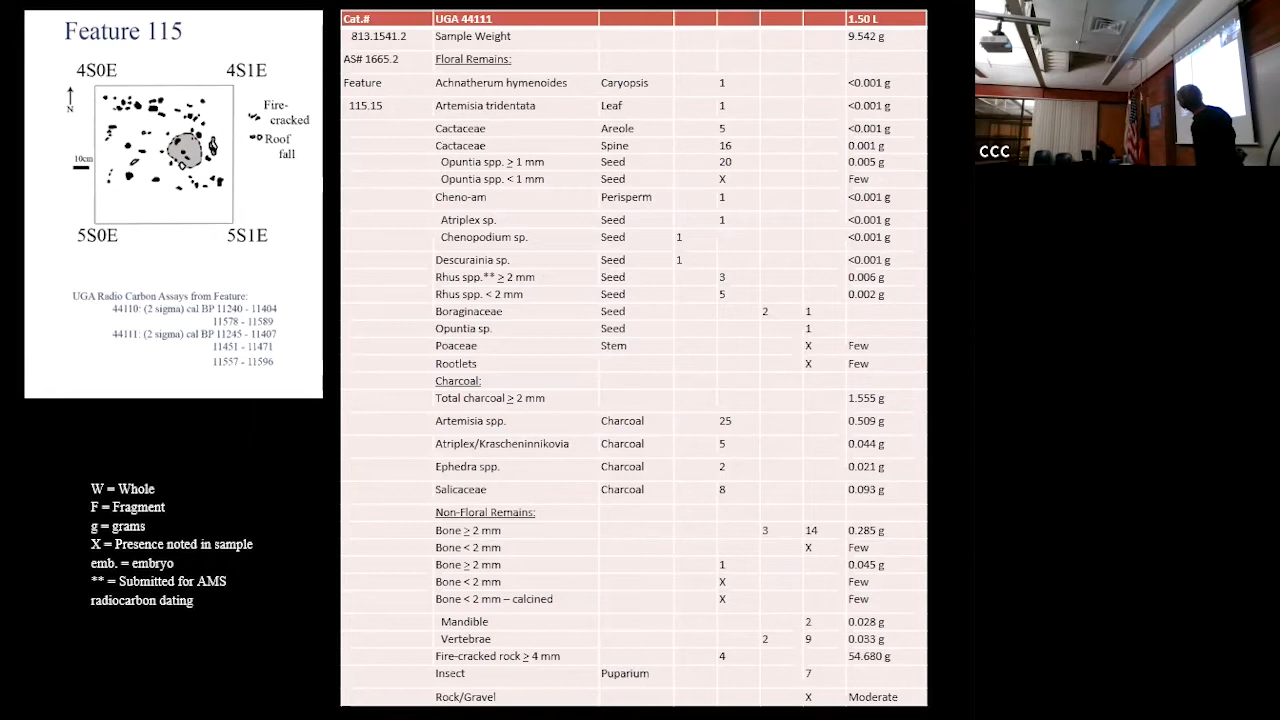 Feature 115
4S0E 4S1E
N
Fire-
cracked
Roof
fall
10cm
5S0E 5S1E
UGA Radio Carbon Assays from Feature:
44110: (2 sigma) cal BP 11240 - 11404
11578 - 11589
44111: (2 sigma) cal BP 11245 - 11407
11451 - 11471
11557 - 11596
W = Whole
F = Fragment
g = grams
X = Presence noted in sample
emb. = embryo
** = Submitted for AMS
radiocarbon dating
Cat.# UGA 44111 1.50 L
813.1541.2 Sample Weight 9.542 g
AS# 1665.2 Floral Remains:
Feature Achnatherum hymenoides Caryopsis 1 <0.001 g
115.15 Artemisia tridentata Leaf 1 <0.001 g
Cactaceae Areole 5 <0.001 g
Cactaceae Spine 16 0.001 g
Opuntia spp. ≥ 1 mm Seed 20 0.005 g
Opuntia spp. < 1 mm Seed X Few
Cheno-am Perisperm 1 <0.001 g
Atriplex sp. Seed 1 <0.001 g
Chenopodium sp. Seed 1 <0.001 g
Descurainia sp. Seed 1 <0.001 g
Rhus spp.** ≥ 2 mm Seed 3 0.006 g
Rhus spp. < 2 mm Seed 5 0.002 g
Boraginaceae Seed 2 1
Opuntia sp. Seed 1
Poaceae Stem X Few
Rootlets X Few
Charcoal:
Total charcoal ≥ 2 mm 1.555 g
Artemisia spp. Charcoal 25 0.509 g
Atriplex/Krascheninnikovia Charcoal 5 0.044 g
Ephedra spp. Charcoal 2 0.021 g
Salicaceae Charcoal 8 0.093 g
Non-Floral Remains:
Bone ≥ 2 mm 3 14 0.285 g
Bone < 2 mm X Few
Bone ≥ 2 mm 1 0.045 g
Bone < 2 mm X Few
Bone < 2 mm – calcined X Few
Mandible 2 0.028 g
Vertebrae 2 9 0.033 g
Fire-cracked rock ≥ 4 mm 4 54.680 g
Insect Puparium 7
Rock/Gravel X Moderate
CCC